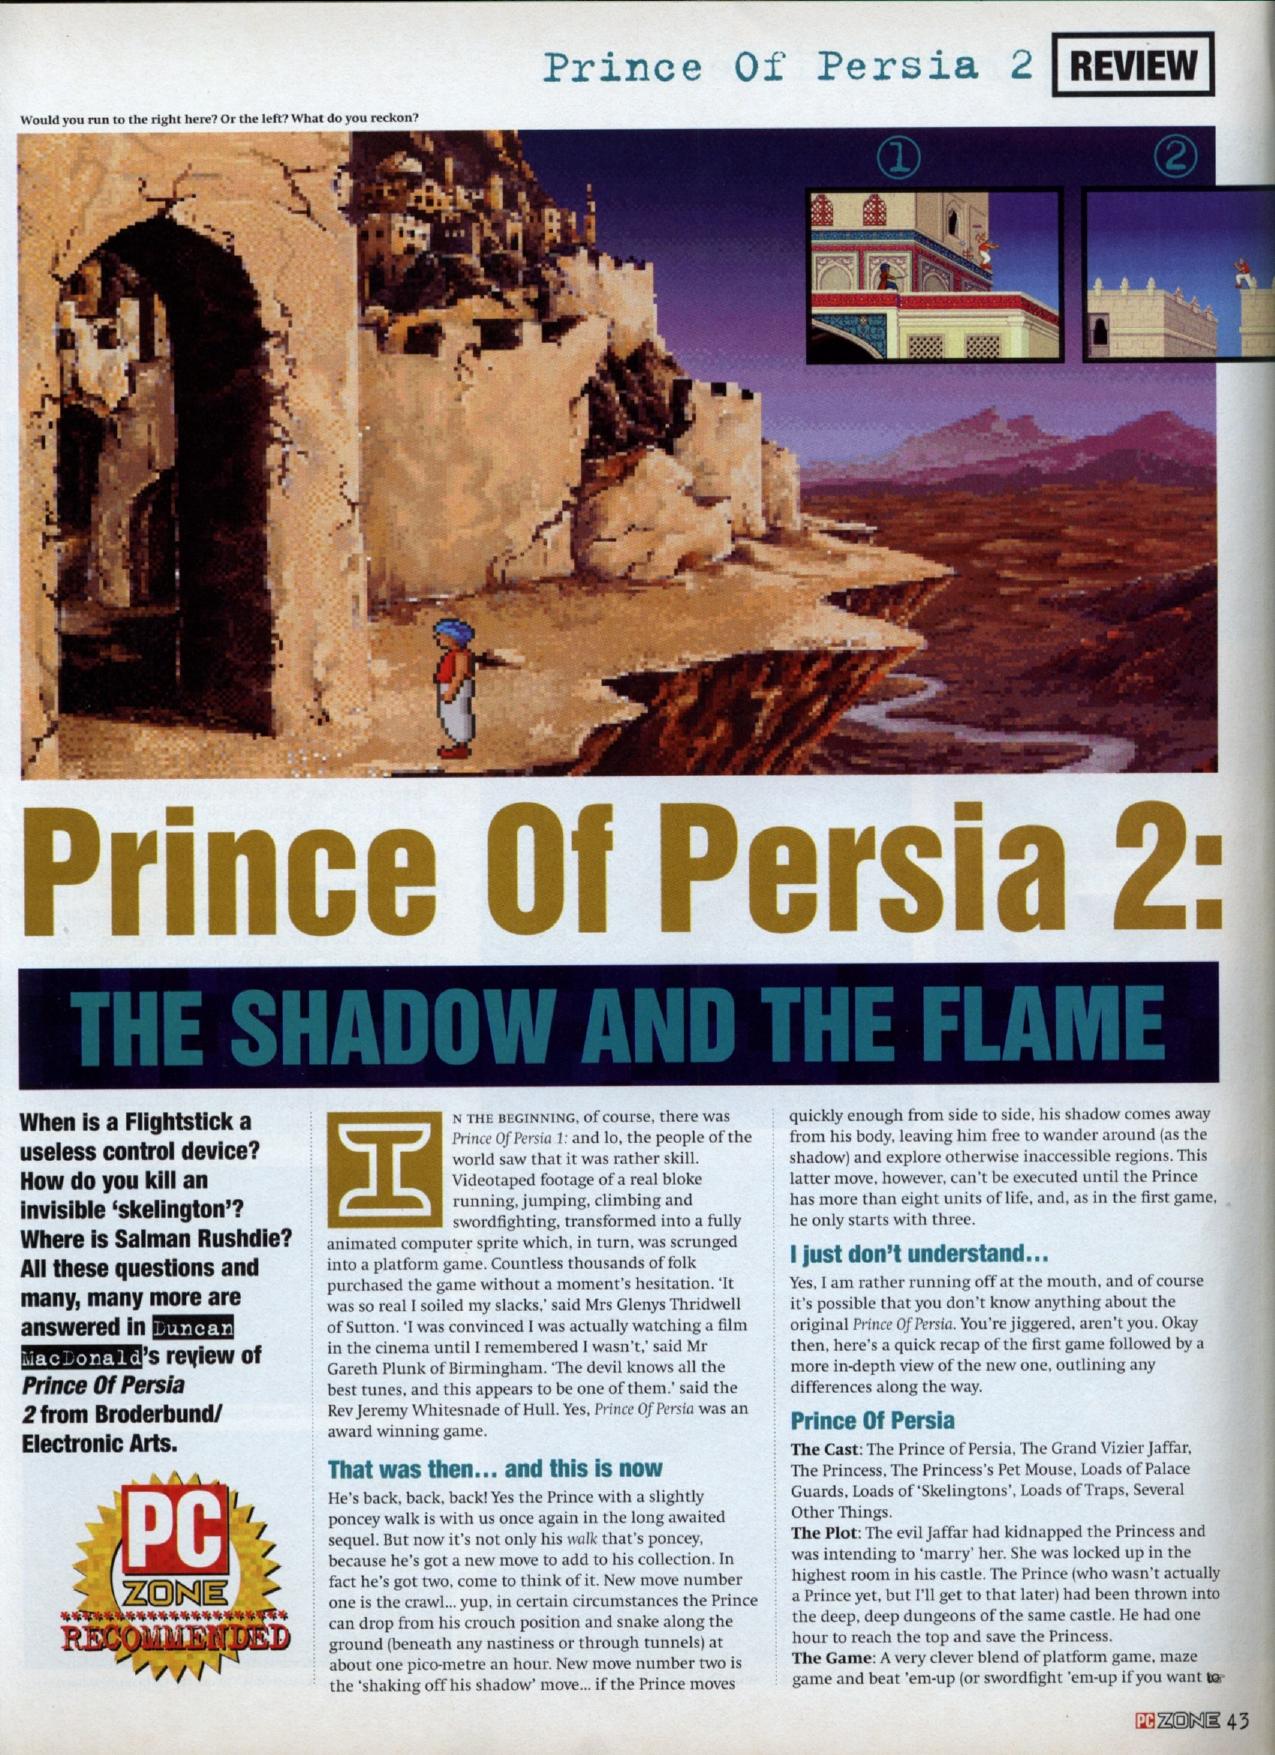 Prince Of Persia 2
REVIEW
Would you run to the right here? Or the left? What do you reckon?
1
2
Prince Of Persia 2:
THE SHADOW AND THE FLAME
When is a Flightstick a
useless control device?
How do you kill an
invisible ‘skelington’?
Where is Salman Rushdie?
All these questions and
many, many more are
answered in Duncan
MacDonald’s review of
Prince Of Persia
2 from Broderbund/
Electronic Arts.
PC
ZONE
RECOMMENDED
IN THE BEGINNING, of course, there was
Prince Of Persia 1: and lo, the people of the
world saw that it was rather skill.
Videotaped footage of a real bloke
running, jumping, climbing and
swordfighting, transformed into a fully
animated computer sprite which, in turn, was scrunged
into a platform game. Countless thousands of folk
purchased the game without a moment’s hesitation. ‘It
was so real I soiled my slacks,’ said Mrs Glenys Thridwell
of Sutton. ‘I was convinced I was actually watching a film
in the cinema until I remembered I wasn’t,’ said Mr
Gareth Plunk of Birmingham. ‘The devil knows all the
best tunes, and this appears to be one of them.’ said the
Rev Jeremy Whitesnade of Hull. Yes, Prince Of Persia was an
award winning game.
That was then... and this is now
He’s back, back, back! Yes the Prince with a slightly
poncey walk is with us once again in the long awaited
sequel. But now it’s not only his walk that’s poncey,
because he’s got a new move to add to his collection. In
fact he’s got two, come to think of it. New move number
one is the crawl... yup, in certain circumstances the Prince
can drop from his crouch position and snake along the
ground (beneath any nastiness or through tunnels) at
about one pico-metre an hour. New move number two is
the ‘shaking off his shadow’ move... if the Prince moves
quickly enough from side to side, his shadow comes away
from his body, leaving him free to wander around (as the
shadow) and explore otherwise inaccessible regions. This
latter move, however, can’t be executed until the Prince
has more than eight units of life, and, as in the first game,
he only starts with three.
I just don’t understand...
Yes, I am rather running off at the mouth, and of course
it’s possible that you don’t know anything about the
original Prince Of Persia. You’re jiggered, aren’t you. Okay
then, here’s a quick recap of the first game followed by a
more in-depth view of the new one, outlining any
differences along the way.
Prince Of Persia
The Cast: The Prince of Persia, The Grand Vizier Jaffar,
The Princess, The Princess’s Pet Mouse, Loads of Palace
Guards, Loads of ‘Skelingtons’, Loads of Traps, Several
Other Things.
The Plot: The evil Jaffar had kidnapped the Princess and
was intending to ‘marry’ her. She was locked up in the
highest room in his castle. The Prince (who wasn’t actually
a Prince yet, but I’ll get to that later) had been thrown into
the deep, deep dungeons of the same castle. He had one
hour to reach the top and save the Princess.
The Game: A very clever blend of platform game, maze
game and beat ’em-up (or swordfight ’em-up if you want to
PC ZONE 43